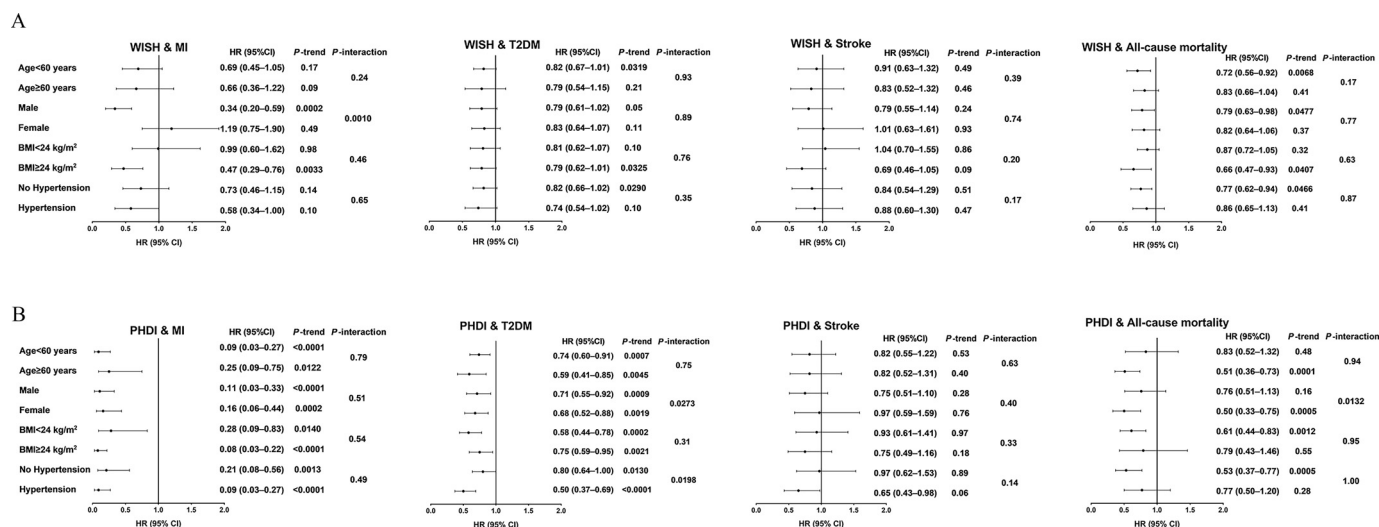 A
WISH & MI
HR (95%CI) P-trend P-interaction
Age<60 years 0.69 (0.45–1.05) 0.17
0.24
Age≥60 years 0.66 (0.36–1.22) 0.09
Male 0.34 (0.20–0.59) 0.0002
0.0010
Female 1.19 (0.75–1.90) 0.49
BMI<24 kg/m² 0.99 (0.60–1.62) 0.98
0.46
BMI≥24 kg/m² 0.47 (0.29–0.76) 0.0033
No Hypertension 0.73 (0.46–1.15) 0.14
0.65
Hypertension 0.58 (0.34–1.00) 0.10
0.0 0.5 1.0 1.5 2.0
HR (95% CI)
WISH & T2DM
HR (95%CI) P-trend P-interaction
0.82 (0.67–1.01) 0.0319
0.93
0.79 (0.54–1.15) 0.21
0.79 (0.61–1.02) 0.05
0.89
0.83 (0.64–1.07) 0.11
0.81 (0.62–1.07) 0.10
0.76
0.79 (0.62–1.01) 0.0325
0.82 (0.66–1.02) 0.0290
0.35
0.74 (0.54–1.02) 0.10
0.0 0.5 1.0 1.5 2.0
HR (95% CI)
WISH & Stroke
HR (95%CI) P-trend P-interaction
0.91 (0.63–1.32) 0.49
0.39
0.83 (0.52–1.32) 0.46
0.79 (0.55–1.14) 0.24
0.74
1.01 (0.63–1.61) 0.93
1.04 (0.70–1.55) 0.86
0.20
0.69 (0.46–1.05) 0.09
0.84 (0.54–1.29) 0.51
0.17
0.88 (0.60–1.30) 0.47
0.0 0.5 1.0 1.5 2.0
HR (95% CI)
WISH & All-cause mortality
HR (95%CI) P-trend P-interaction
0.72 (0.56–0.92) 0.0068
0.17
0.83 (0.66–1.04) 0.41
0.79 (0.63–0.98) 0.0477
0.77
0.82 (0.64–1.06) 0.37
0.87 (0.72–1.05) 0.32
0.63
0.66 (0.47–0.93) 0.0407
0.77 (0.62–0.94) 0.0466
0.87
0.86 (0.65–1.13) 0.41
0.0 0.5 1.0 1.5 2.0
HR (95% CI)
B
PHDI & MI
HR (95%CI) P-trend P-interaction
Age<60 years 0.09 (0.03–0.27) <0.0001
0.79
Age≥60 years 0.25 (0.09–0.75) 0.0122
Male 0.11 (0.03–0.33) <0.0001
0.51
Female 0.16 (0.06–0.44) 0.0002
BMI<24 kg/m² 0.28 (0.09–0.83) 0.0140
0.54
BMI≥24 kg/m² 0.08 (0.03–0.22) <0.0001
No Hypertension 0.21 (0.08–0.56) 0.0013
0.49
Hypertension 0.09 (0.03–0.27) <0.0001
0.0 0.5 1.0 1.5 2.0
HR (95% CI)
PHDI & T2DM
HR (95%CI) P-trend P-interaction
0.74 (0.60–0.91) 0.0007
0.75
0.59 (0.41–0.85) 0.0045
0.71 (0.55–0.92) 0.0009
0.0273
0.68 (0.52–0.88) 0.0019
0.58 (0.44–0.78) 0.0002
0.31
0.75 (0.59–0.95) 0.0021
0.80 (0.64–1.00) 0.0130
0.0198
0.50 (0.37–0.69) <0.0001
0.0 0.5 1.0 1.5 2.0
HR (95% CI)
PHDI & Stroke
HR (95%CI) P-trend P-interaction
0.82 (0.55–1.22) 0.53
0.63
0.82 (0.52–1.31) 0.40
0.75 (0.51–1.10) 0.28
0.40
0.97 (0.59–1.59) 0.76
0.93 (0.61–1.41) 0.97
0.33
0.75 (0.49–1.16) 0.18
0.97 (0.62–1.53) 0.89
0.14
0.65 (0.43–0.98) 0.06
0.0 0.5 1.0 1.5 2.0
HR (95% CI)
PHDI & All-cause mortality
HR (95%CI) P-trend P-interaction
0.83 (0.52–1.32) 0.48
0.94
0.51 (0.36–0.73) 0.0001
0.76 (0.51–1.13) 0.16
0.0132
0.50 (0.33–0.75) 0.0005
0.61 (0.44–0.83) 0.0012
0.95
0.79 (0.43–1.46) 0.55
0.53 (0.37–0.77) 0.0005
1.00
0.77 (0.50–1.20) 0.28
0.0 0.5 1.0 1.5 2.0
HR (95% CI)